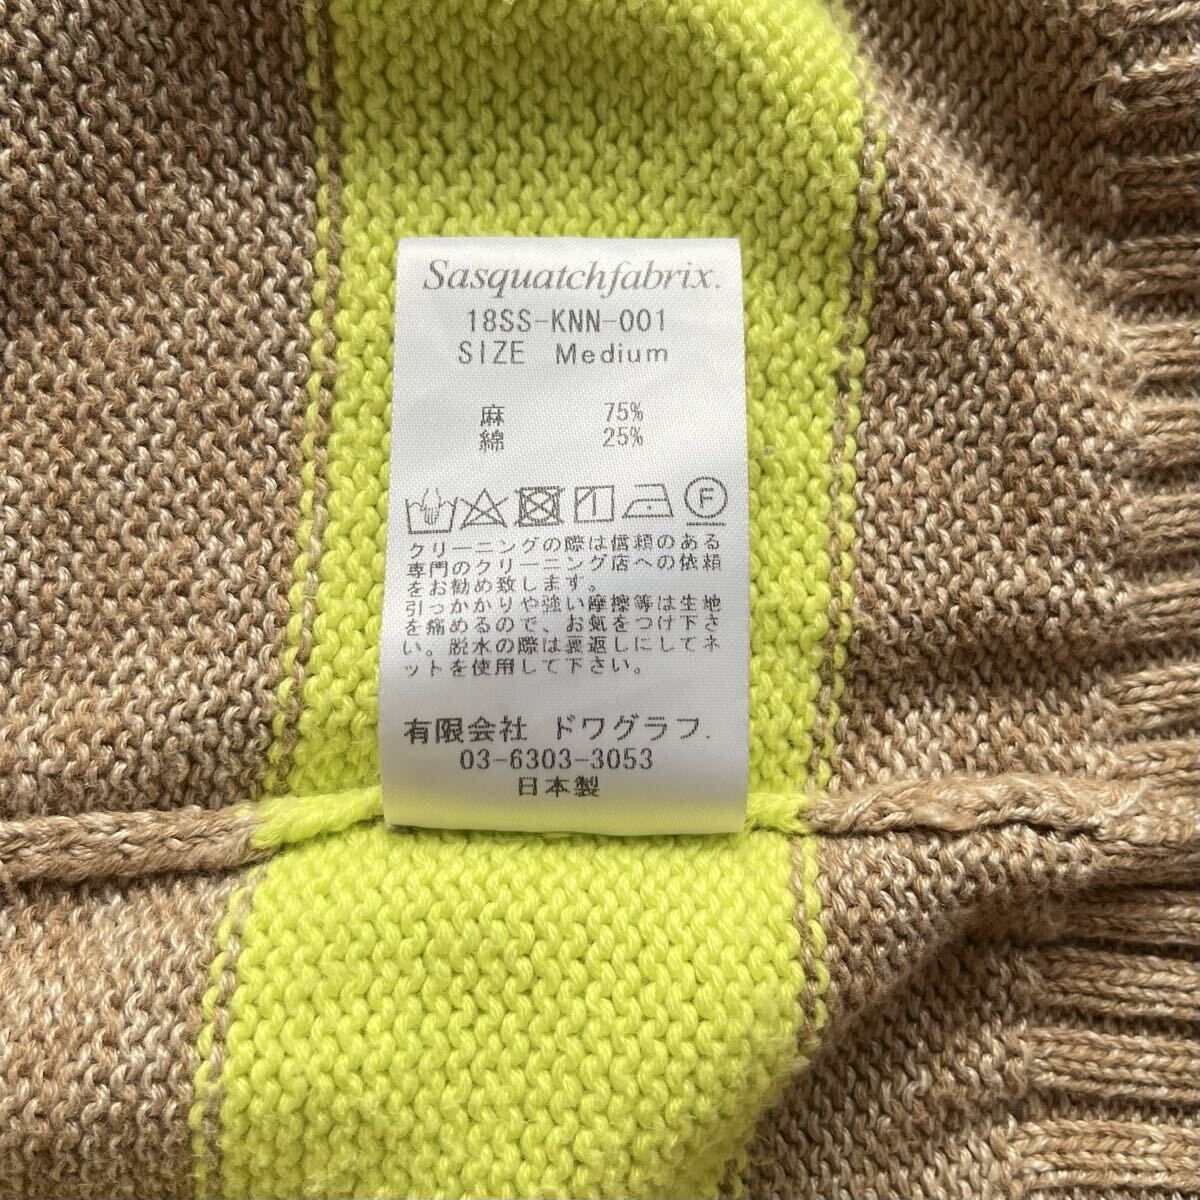 Sasquatchfabrix.
18SS-KNN-001
SIZE Medium
麻 75%
綿 25%
F
クリーニングの際は信頼のある
専門のクリーニング店への依頼
をお勧め致します。
引っかかりや強い摩擦等は生地
を痛めるので、お気をつけ下さ
い。脱水の際は裏返しにしてネ
ットを使用して下さい。
有限会社 ドワグラフ.
03-6303-3053
日本製